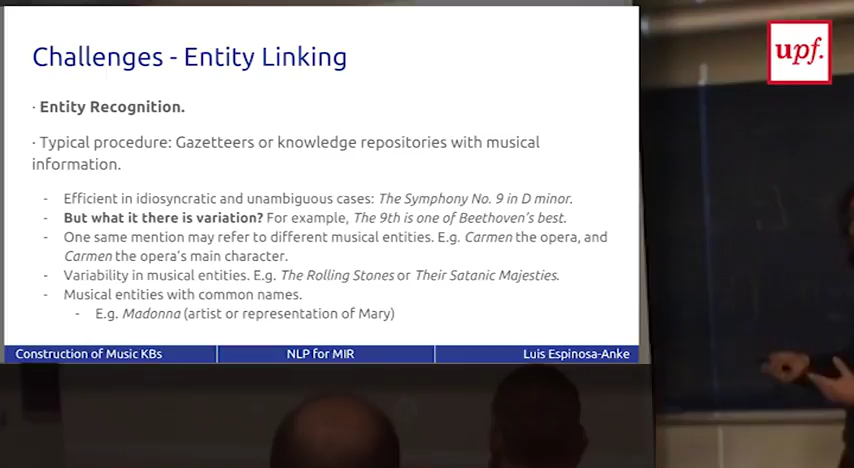 Challenges - Entity Linking
upf.
· Entity Recognition.
· Typical procedure: Gazetteers or knowledge repositories with musical
information.
- Efficient in idiosyncratic and unambiguous cases: The Symphony No. 9 in D minor.
- But what it there is variation? For example, The 9th is one of Beethoven's best.
- One same mention may refer to different musical entities. E.g. Carmen the opera, and
Carmen the opera's main character.
- Variability in musical entities. E.g. The Rolling Stones or Their Satanic Majesties.
- Musical entities with common names.
- E.g. Madonna (artist or representation of Mary)
Construction of Music KBs
NLP for MIR
Luis Espinosa-Anke